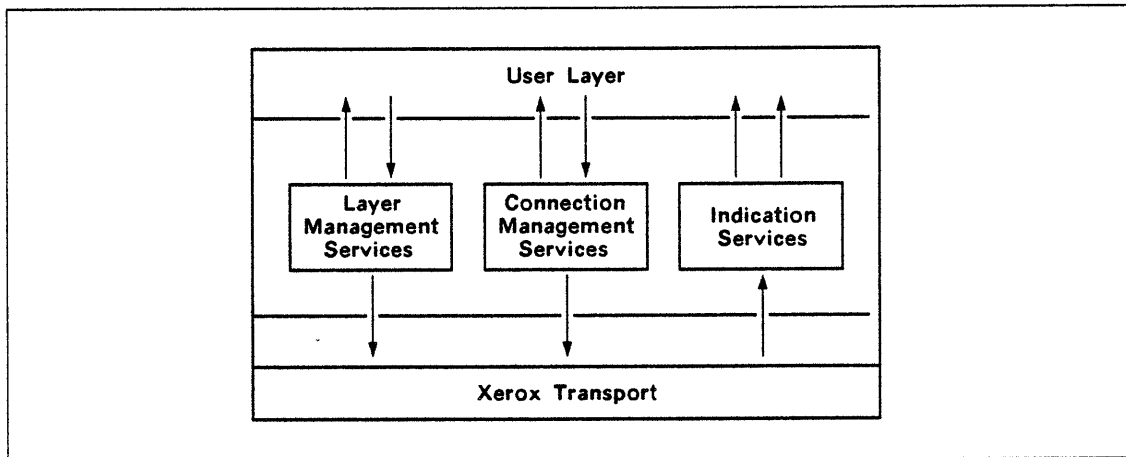 User Layer
Layer
Management
Services
Connection
Management
Services
Indication
Services
Xerox Transport